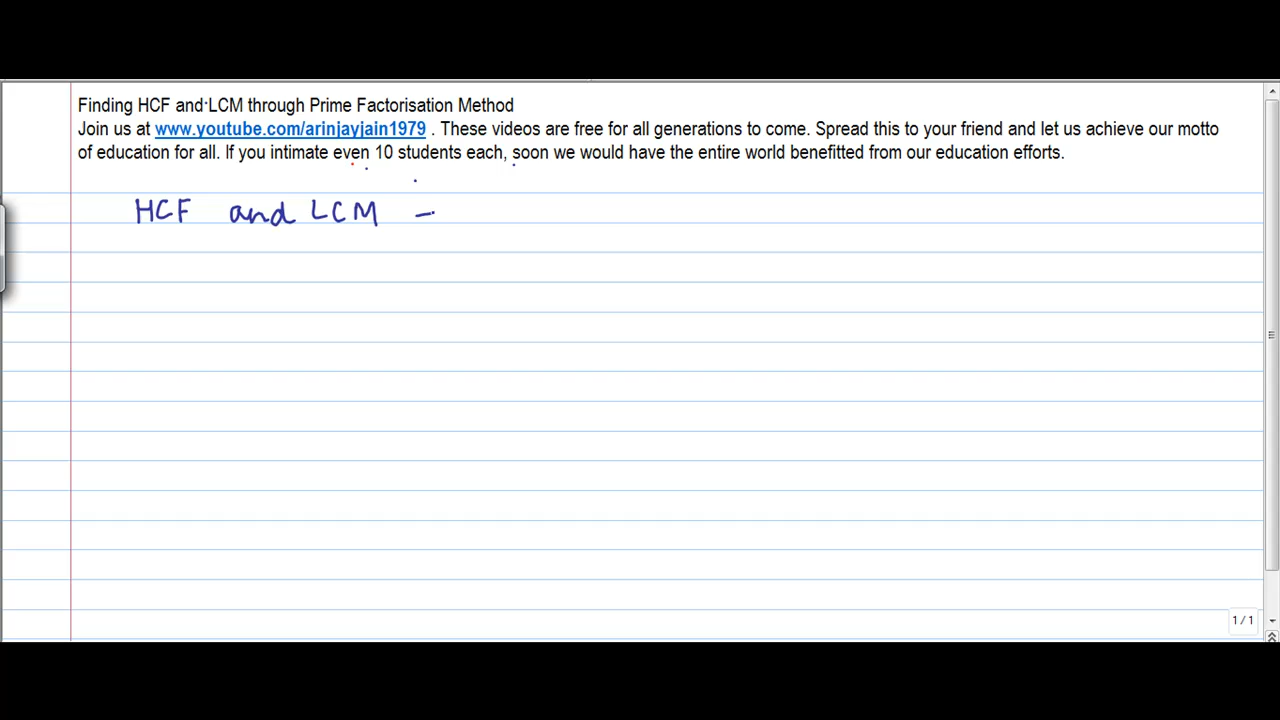 Finding HCF and LCM through Prime Factorisation Method
Join us at www.youtube.com/arinjayjain1979 . These videos are free for all generations to come. Spread this to your friend and let us achieve our motto
of education for all. If you intimate even 10 students each, soon we would have the entire world benefitted from our education efforts.
HCF and LCM –
1 / 1